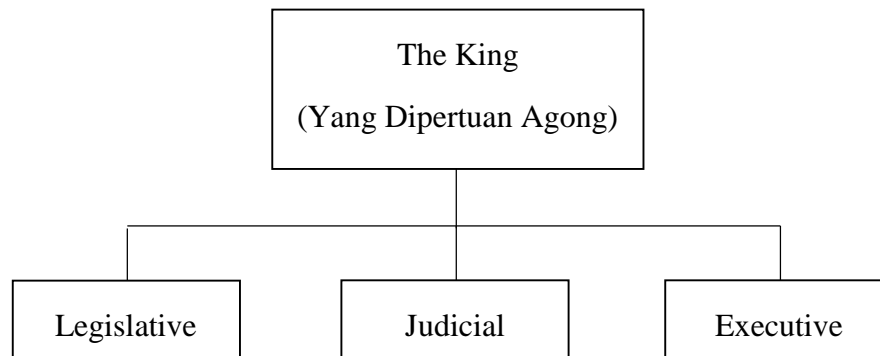 The King
(Yang Dipertuan Agong)
Legislative
Judicial
Executive